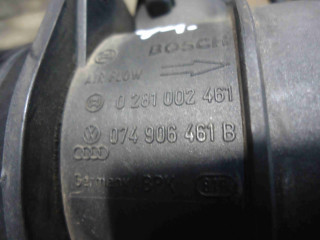 BOSCH
AIR FLOW
0 281 002 461
074 906 461 B
Germany